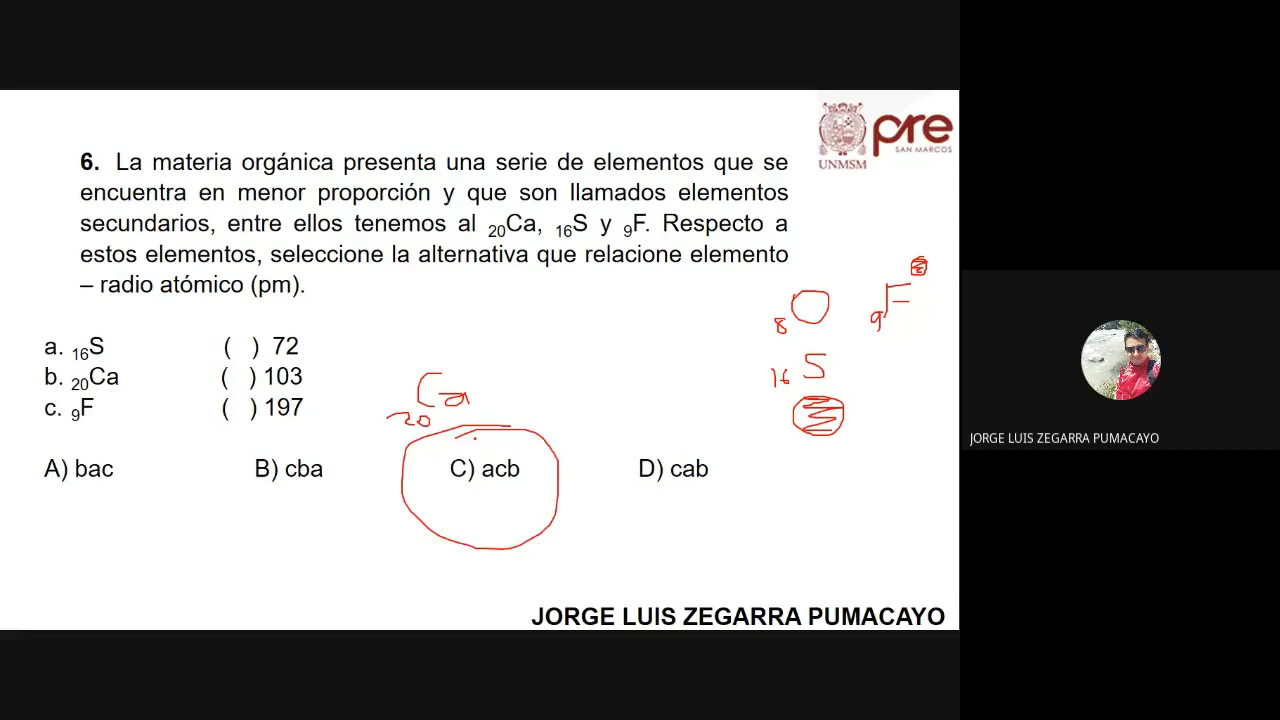 UNMSM
pre
SAN MARCOS
6. La materia orgánica presenta una serie de elementos que se
encuentra en menor proporción y que son llamados elementos
secundarios, entre ellos tenemos al 20Ca, 16S y 9F. Respecto a
estos elementos, seleccione la alternativa que relacione elemento
– radio atómico (pm).
8 O 9 F
a. 16S ( ) 72
16 S
b. 20Ca ( ) 103
20 Ca
c. 9F ( ) 197
A) bac B) cba C) acb D) cab
JORGE LUIS ZEGARRA PUMACAYO
JORGE LUIS ZEGARRA PUMACAYO